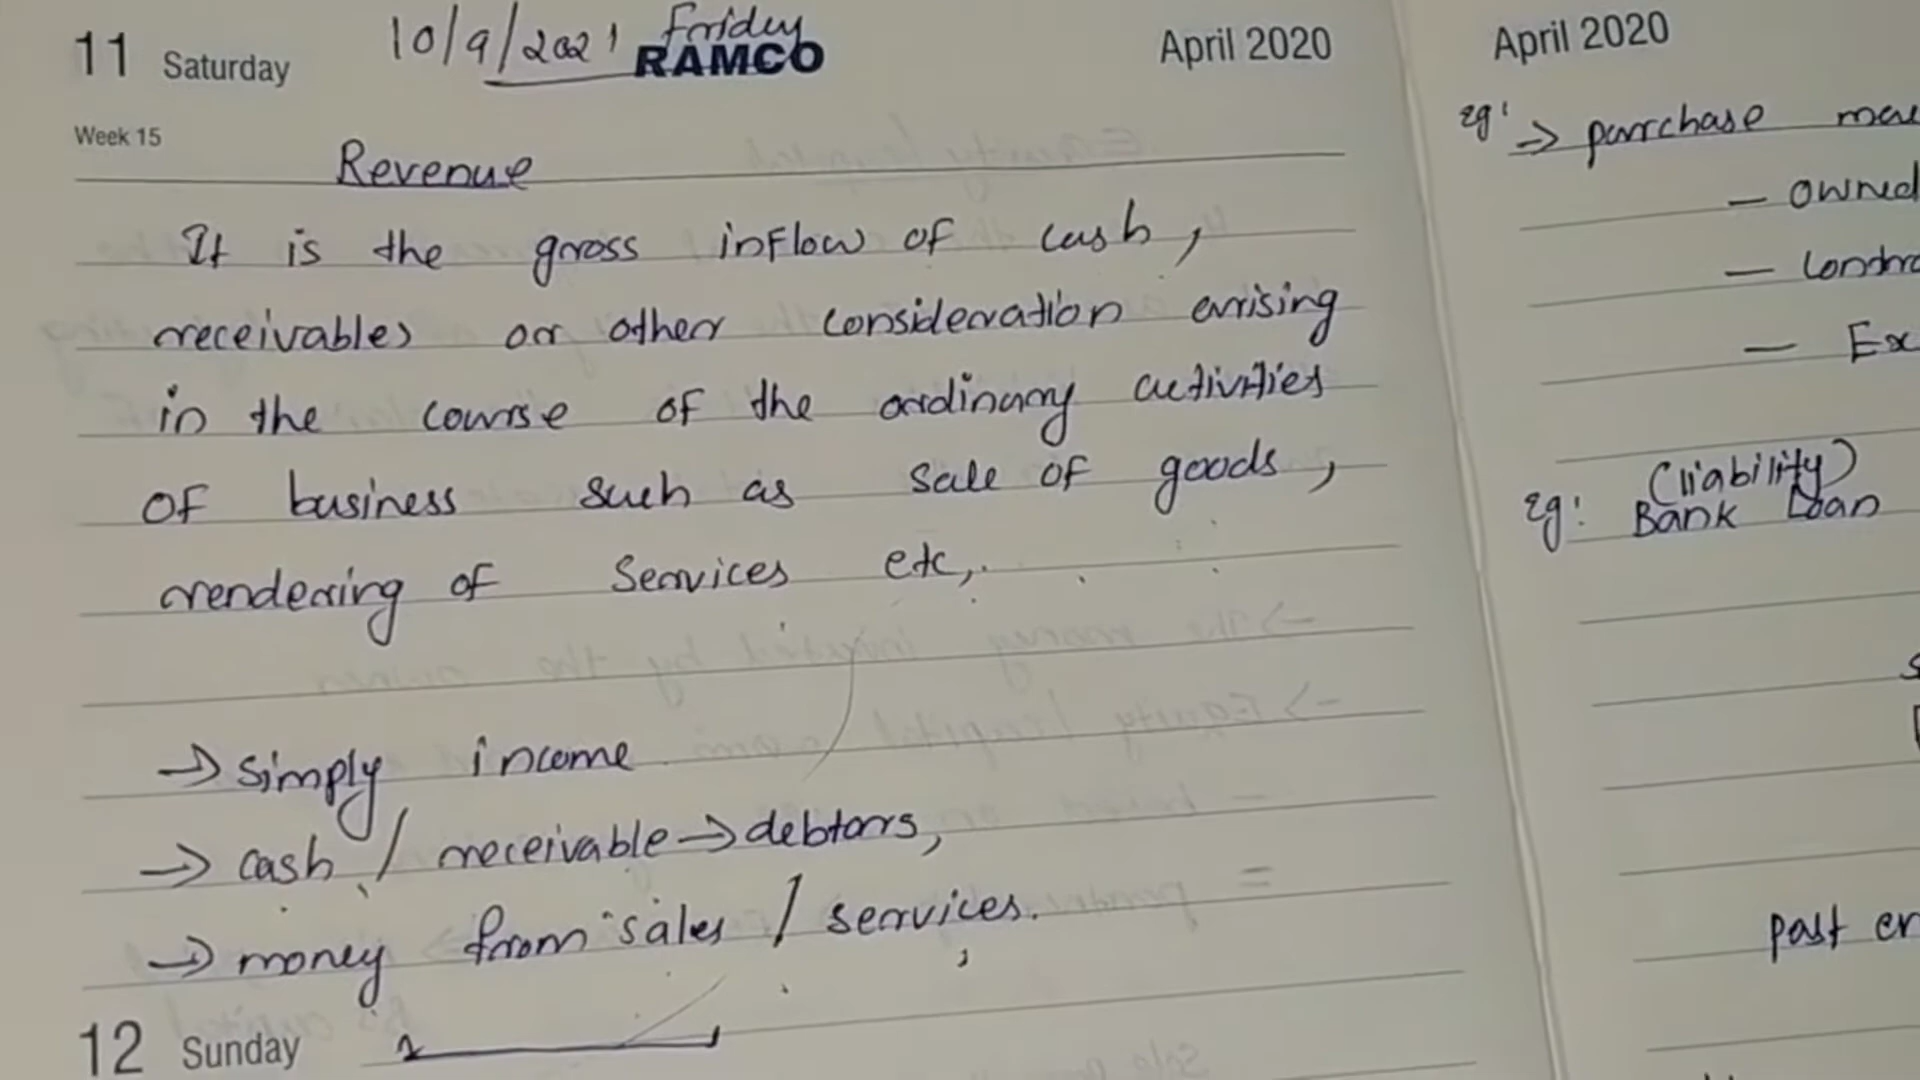 11 Saturday 10/9/2021 Friday
RAMCO April 2020
Week 15
Revenue
It is the gross inflow of cash,
receivables or other consideration arising
in the course of the ordinary activities
of business such as sale of goods,
rendering of services etc,.
→ simply income
→ cash / receivable → debtors,
→ money from sales / services.
12 Sunday
April 2020
eg: → purchase
– owned
–
– Ex
(liability)
eg: Bank Loan
past